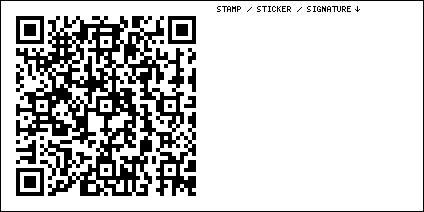 STAMP / STICKER / SIGNATURE ↓